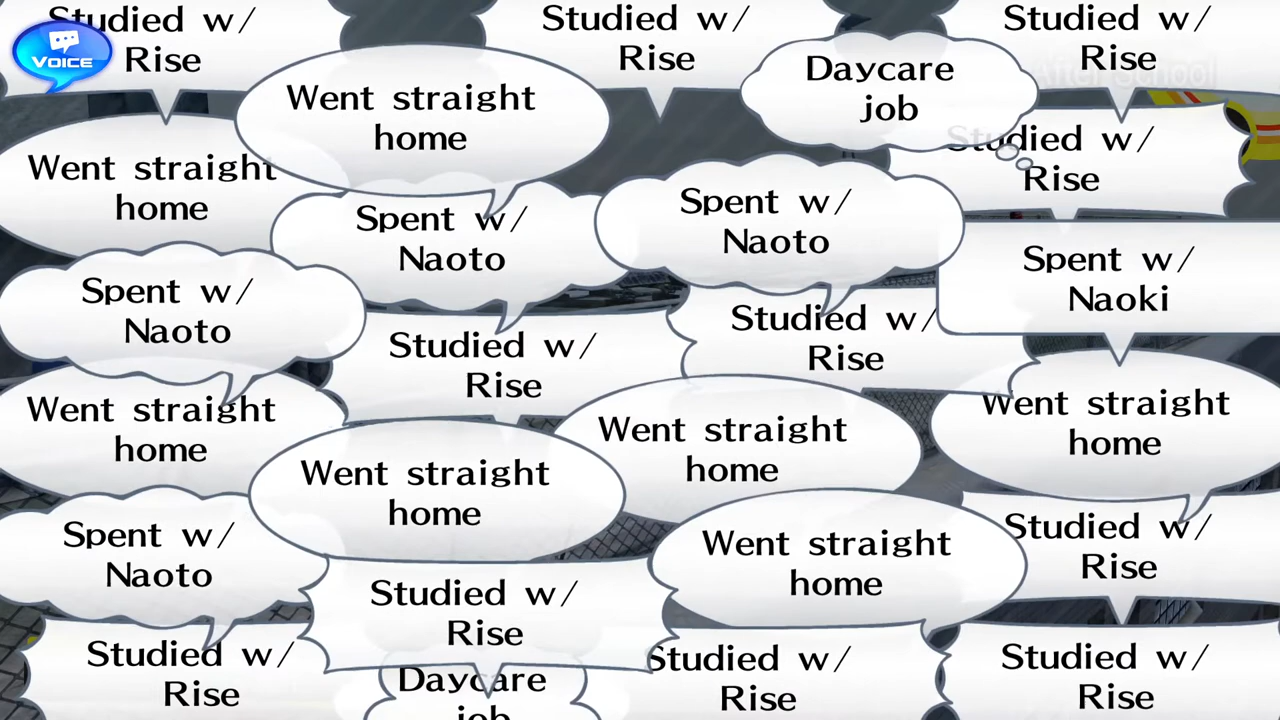 Studied w/
Rise
Studied w/
Rise
Studied w/
Rise
VOICE
After School
Daycare
job
Went straight
home
Studied w/
Rise
Went straight
home
Spent w/
Naoto
Spent w/
Naoto
Spent w/
Naoki
Spent w/
Naoto
Studied w/
Rise
Studied w/
Rise
Went straight
home
Went straight
home
Went straight
home
Went straight
home
Spent w/
Naoto
Went straight
home
Studied w/
Rise
Studied w/
Rise
Studied w/
Rise
Daycare
job
Studied w/
Rise
Studied w/
Rise